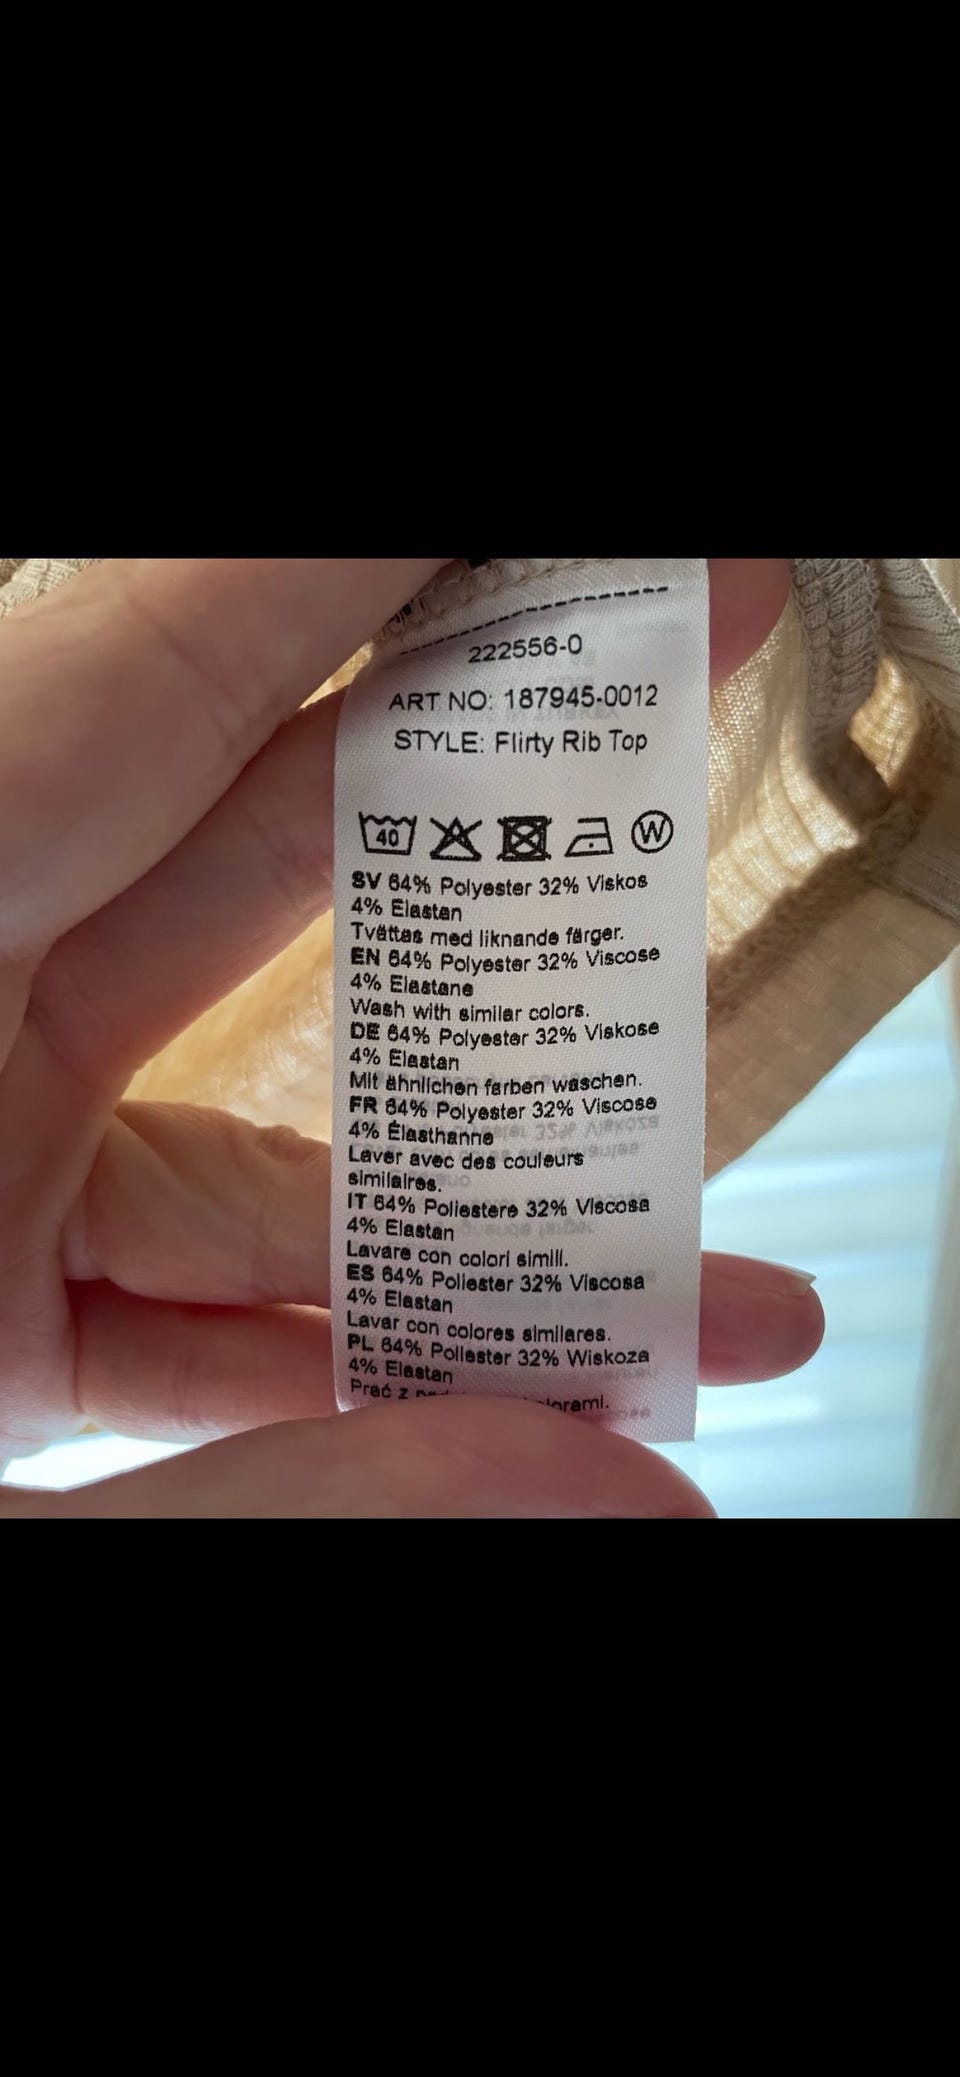 222556-0
ART NO: 187945-0012
STYLE: Flirty Rib Top
40
W
SV 64% Polyester 32% Viskos
4% Elastan
Tvättas med liknande färger.
EN 64% Polyester 32% Viscose
4% Elastane
Wash with similar colors.
DE 64% Polyester 32% Viskose
4% Elastan
Mit ähnlichen farben waschen.
FR 64% Polyester 32% Viscose
4% Élasthanne
Laver avec des couleurs
similaires.
IT 64% Poliestere 32% Viscosa
4% Elastan
Lavare con colori simili.
ES 64% Poliester 32% Viscosa
4% Elastan
Lavar con colores similares.
PL 64% Poliester 32% Wiskoza
4% Elastan
Prać z